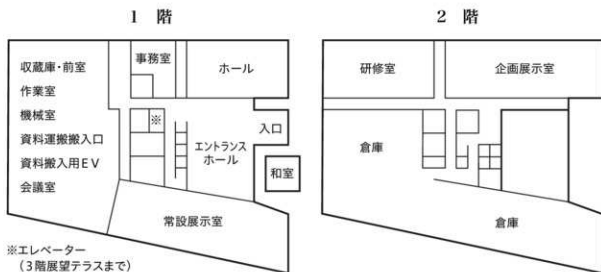 1 階
事務室
ホール
収蔵庫・前室
作業室
機械室
資料運搬搬入口
資料搬入用EV
会議室
※
エントランス
ホール
入口
和室
常設展示室
※エレベーター
(3階展望テラスまで)
2 階
研修室
企画展示室
倉庫
倉庫